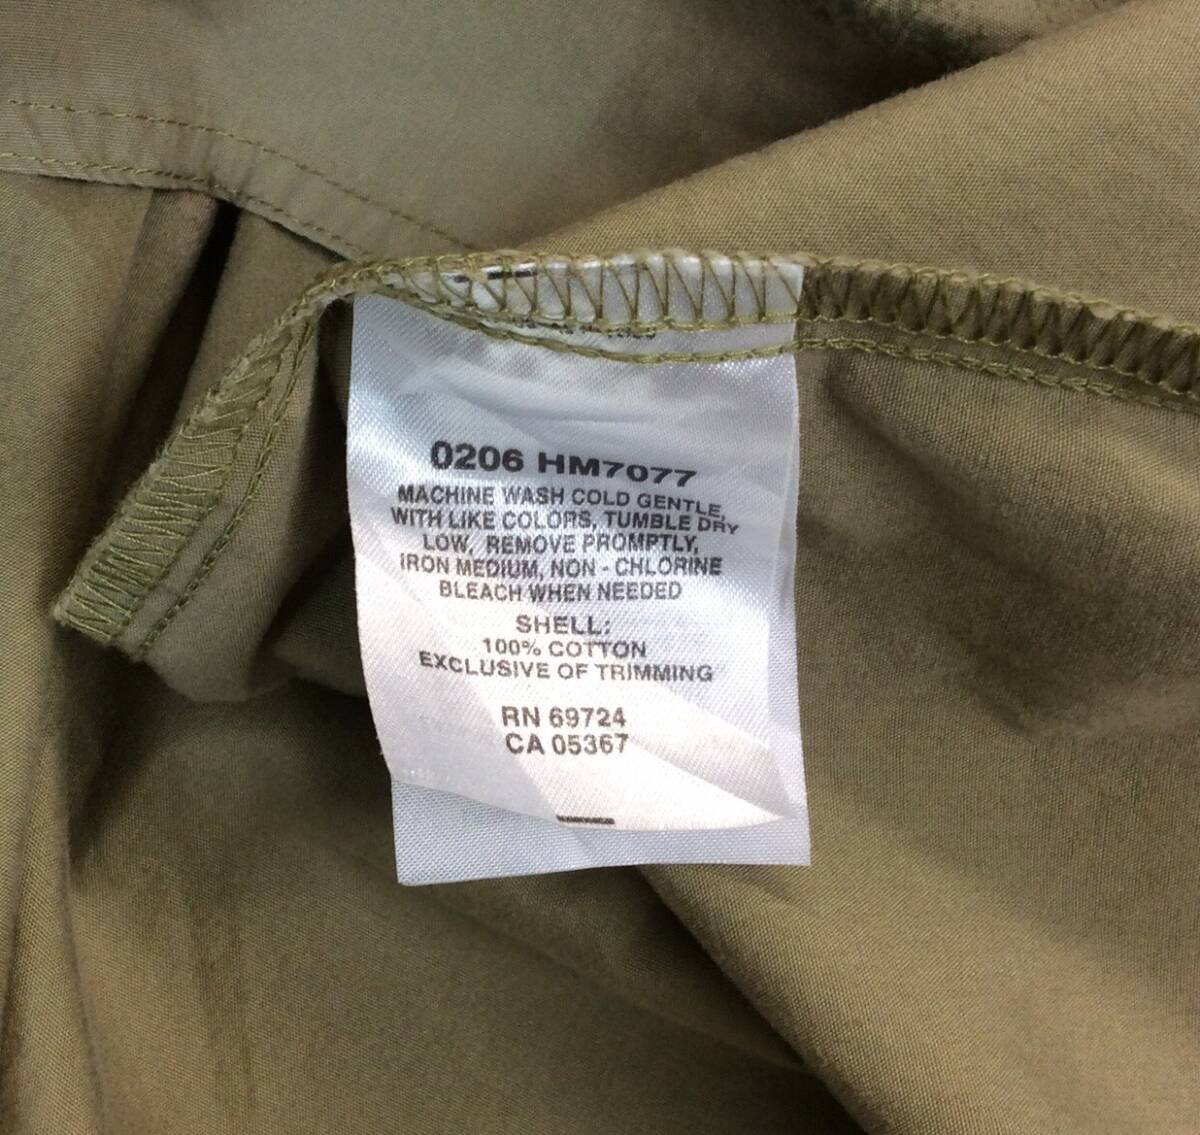 0206 HM7077
MACHINE WASH COLD GENTLE,
WITH LIKE COLORS, TUMBLE DRY
LOW, REMOVE PROMPTLY,
IRON MEDIUM, NON - CHLORINE
BLEACH WHEN NEEDED
SHELL:
100% COTTON
EXCLUSIVE OF TRIMMING
RN 69724
CA 05367